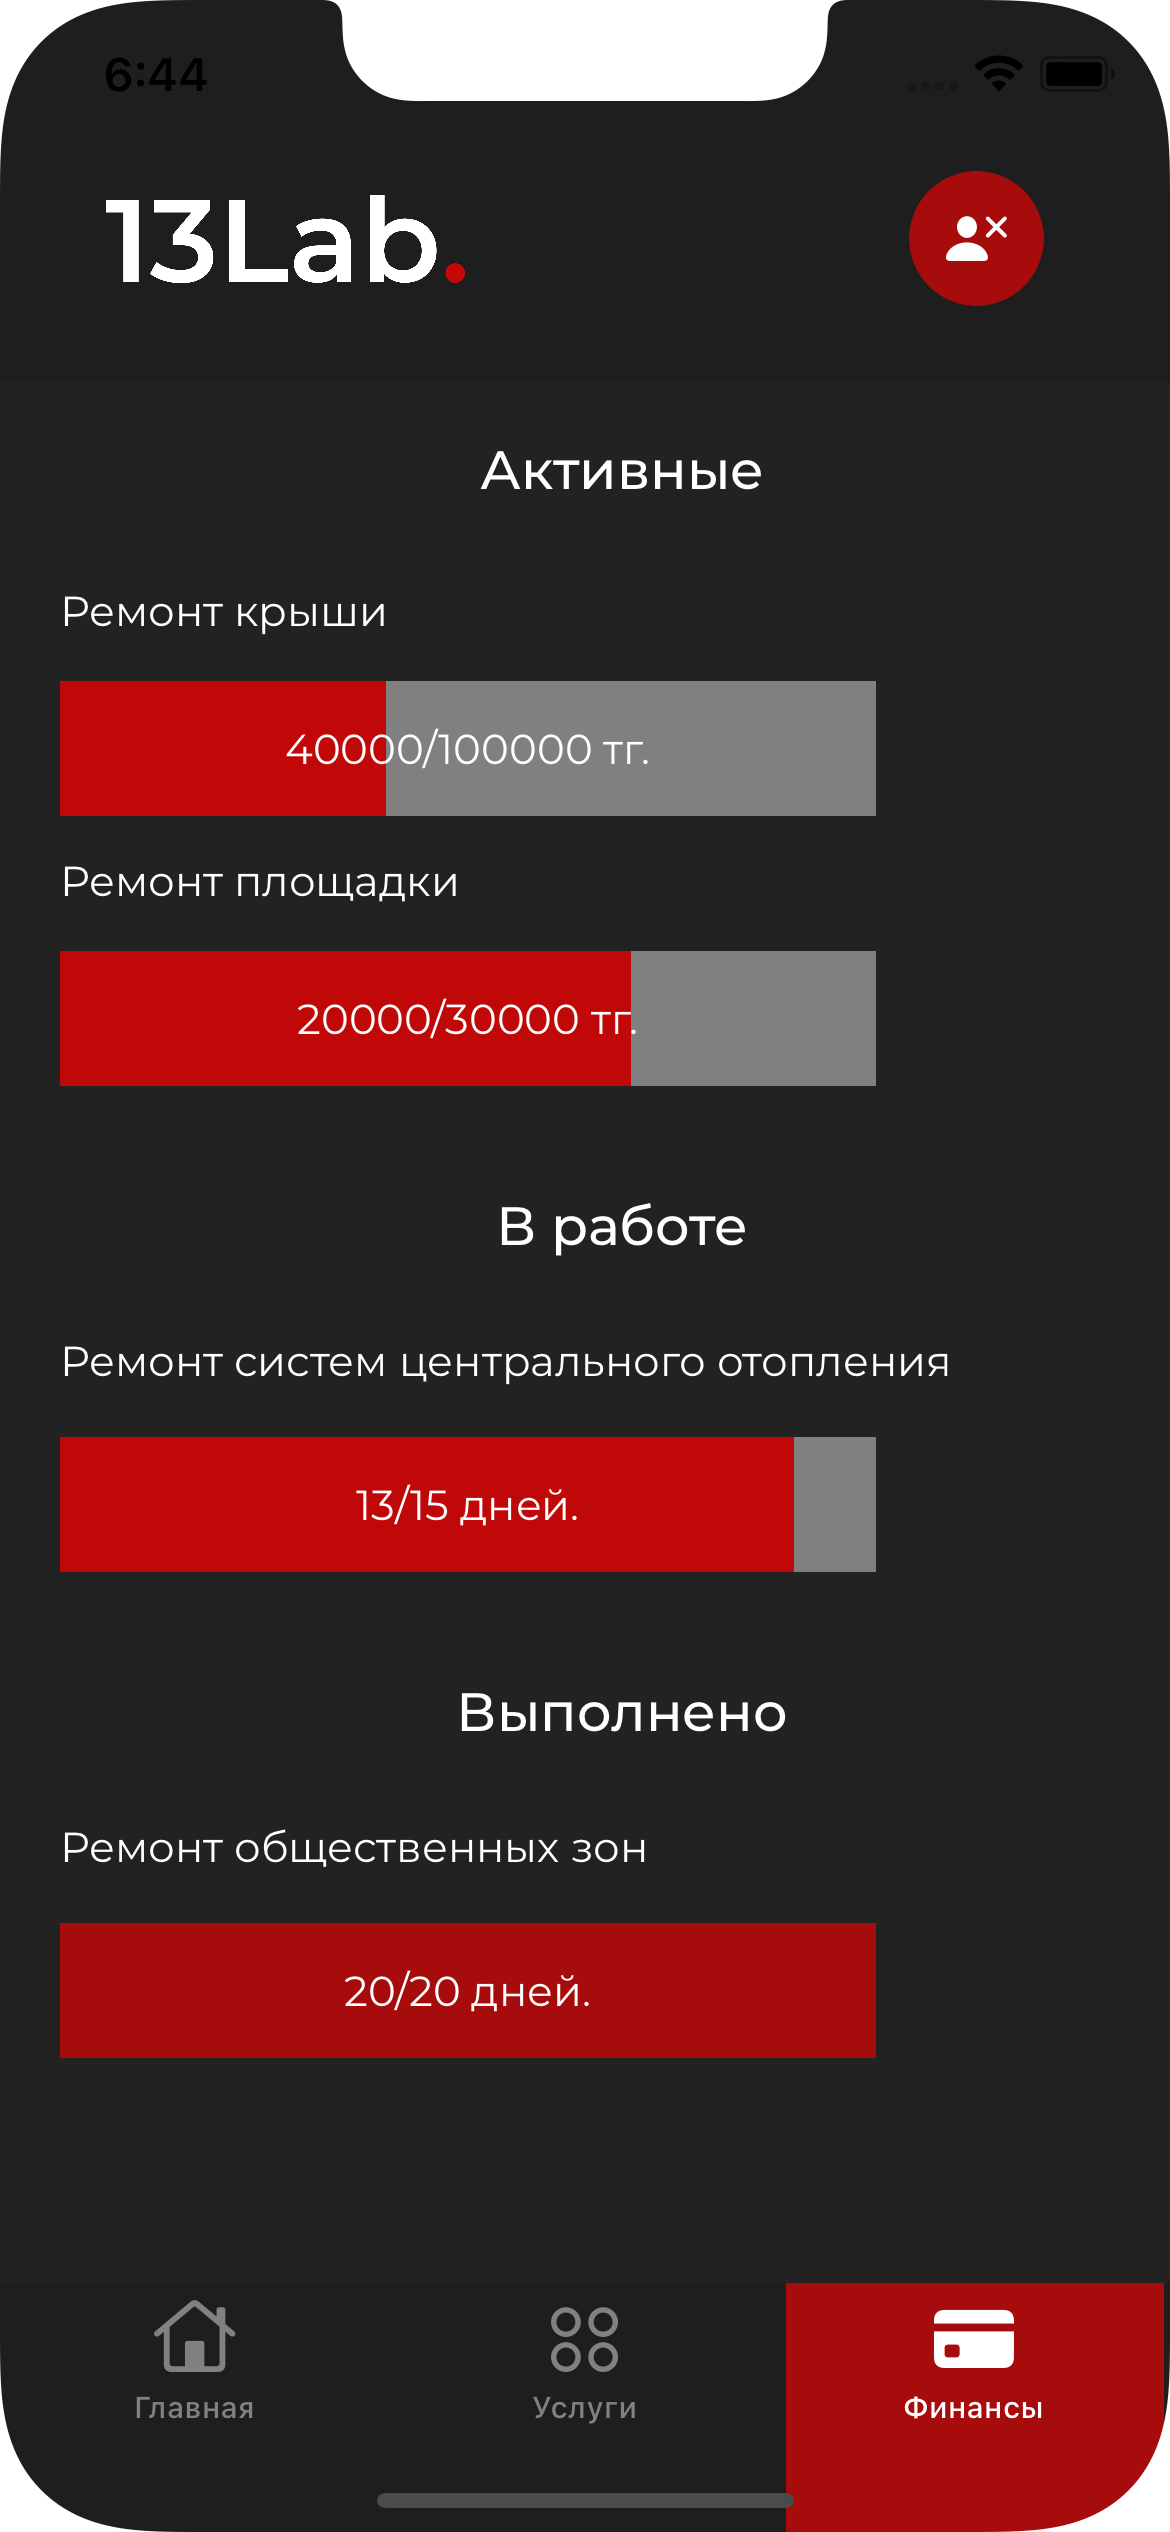 6:44
13Lab.
Активные
Ремонт крыши
40000/100000 тг.
Ремонт площадки
20000/30000 тг.
В работе
Ремонт систем центрального отопления
13/15 дней.
Выполнено
Ремонт общественных зон
20/20 дней.
Главная
Услуги
Финансы